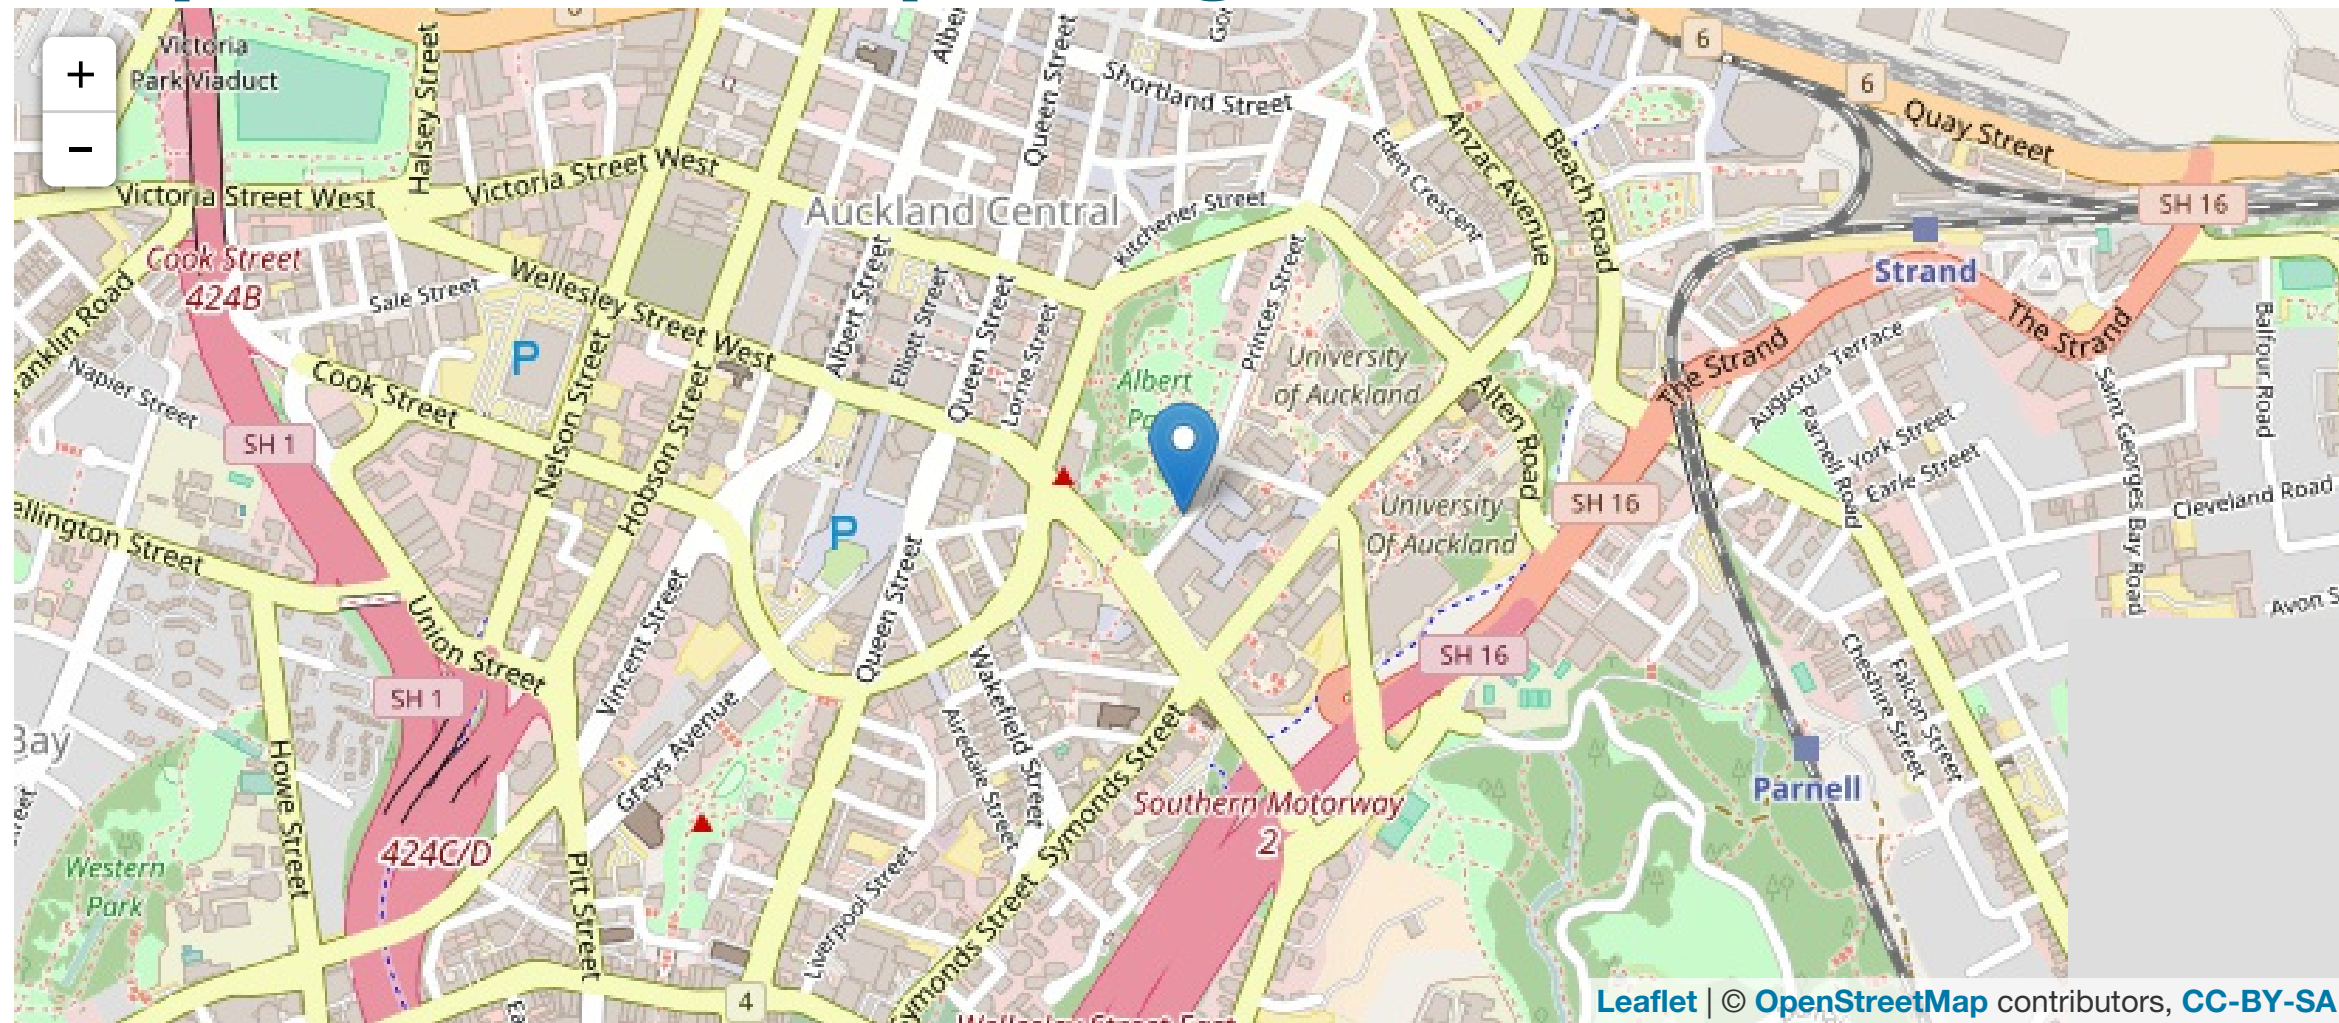 +
−
Victoria
Park Viaduct
Halsey Street
Victoria Street West
Victoria Street West
Cook Street
424B
Franklin Road
Napier Street
Sale Street
SH 1
Cook Street
Wellesley Street West
P
Nelson Street
Hobson Street
Queen Street
Shortland Street
Auckland Central
Kitchener Street
Eden Crescent
Anzac Avenue
Beach Road
6
6
Quay Street
SH 16
Strand
The Strand
The Strand
Augustus Terrace
Parnell Road
York Street
Earle Street
Saint Georges Bay Road
Balfour Road
Cleveland Road
Avon S
Albert Street
Elliott Street
Queen Street
Lorne Street
Princes Street
Albert
University
of Auckland
Alten Road
University
Of Auckland
SH 16
SH 16
P
ellington Street
Union Street
SH 1
Vincent Street
Queen Street
Greys Avenue
Wakefield Street
Airedale Street
Symonds Street
Southern Motorway
2
Cheshire Street
Falcon Street
Parnell
Bay
Howe Street
Western
Park
424C/D
Pitt Street
Liverpool Street
ymonds Street
4
Wellesley Street East
Leaflet | © OpenStreetMap contributors, CC-BY-SA